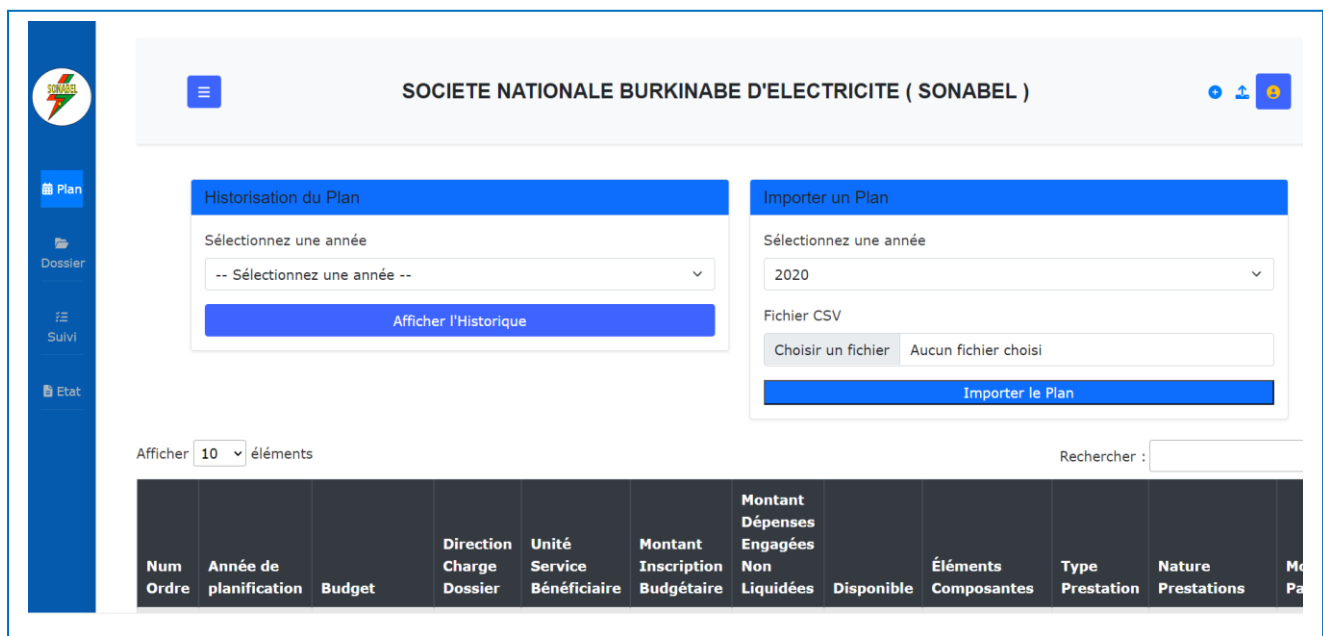 SONABEL
SOCIETE NATIONALE BURKINABE D'ELECTRICITE ( SONABEL )
Plan
Dossier
Suivi
Etat
Historisation du Plan
Sélectionnez une année
-- Sélectionnez une année --
Afficher l'Historique
Importer un Plan
Sélectionnez une année
2020
Fichier CSV
Choisir un fichier Aucun fichier choisi
Importer le Plan
Afficher 10 éléments
Rechercher :
Num
Ordre
Année de
planification
Budget
Direction
Charge
Dossier
Unité
Service
Bénéficiaire
Montant
Inscription
Budgétaire
Montant
Dépenses
Engagées
Non
Liquidées
Disponible
Éléments
Composantes
Type
Prestation
Nature
Prestations